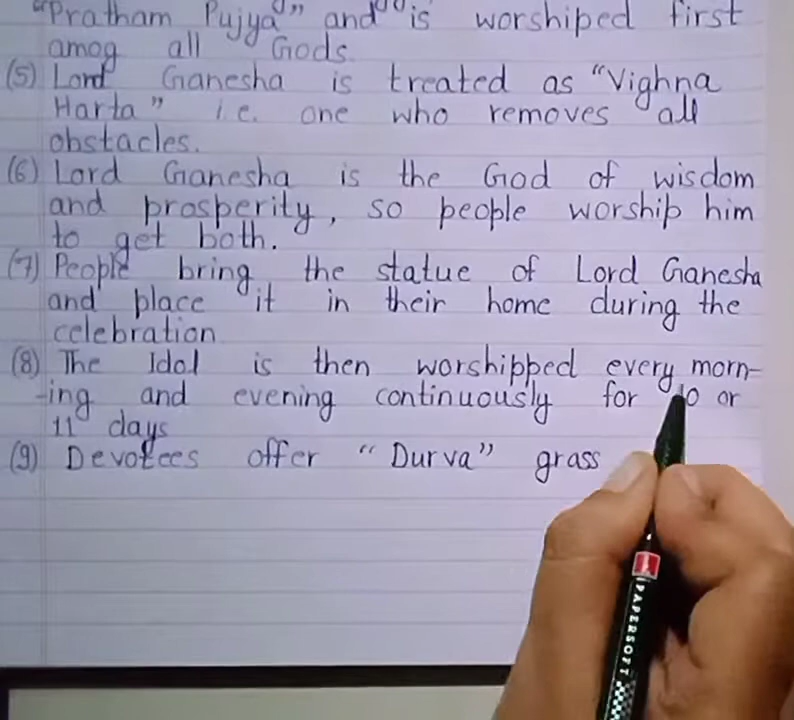 "Pratham Pujya" and is worshiped first
amog all Gods.
(5) Lord Ganesha is treated as "Vighna
Harta" i.e. one who removes all
obstacles.
(6) Lord Ganesha is the God of wisdom
and prosperity, so people worship him
to get both.
(7) People bring the statue of Lord Ganesha
and place it in their home during the
celebration
(8) The Idol is then worshipped every morn-
-ing and evening continuously for 10 or
11 days
(9) Devotees offer "Durva" grass
PAPERSOFT